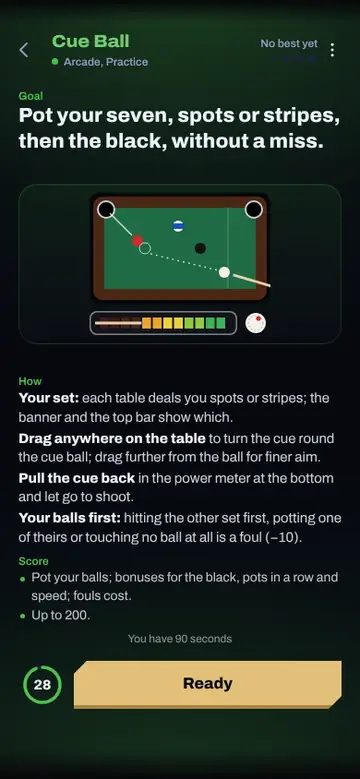 Cue Ball
No best yet
Arcade, Practice
Goal
Pot your seven, spots or stripes,
then the black, without a miss.
How
Your set: each table deals you spots or stripes; the
banner and the top bar show which.
Drag anywhere on the table to turn the cue round
the cue ball; drag further from the ball for finer aim.
Pull the cue back in the power meter at the bottom
and let go to shoot.
Your balls first: hitting the other set first, potting one
of theirs or touching no ball at all is a foul (−10).
Score
• Pot your balls; bonuses for the black, pots in a row and
speed; fouls cost.
• Up to 200.
You have 90 seconds
28
Ready